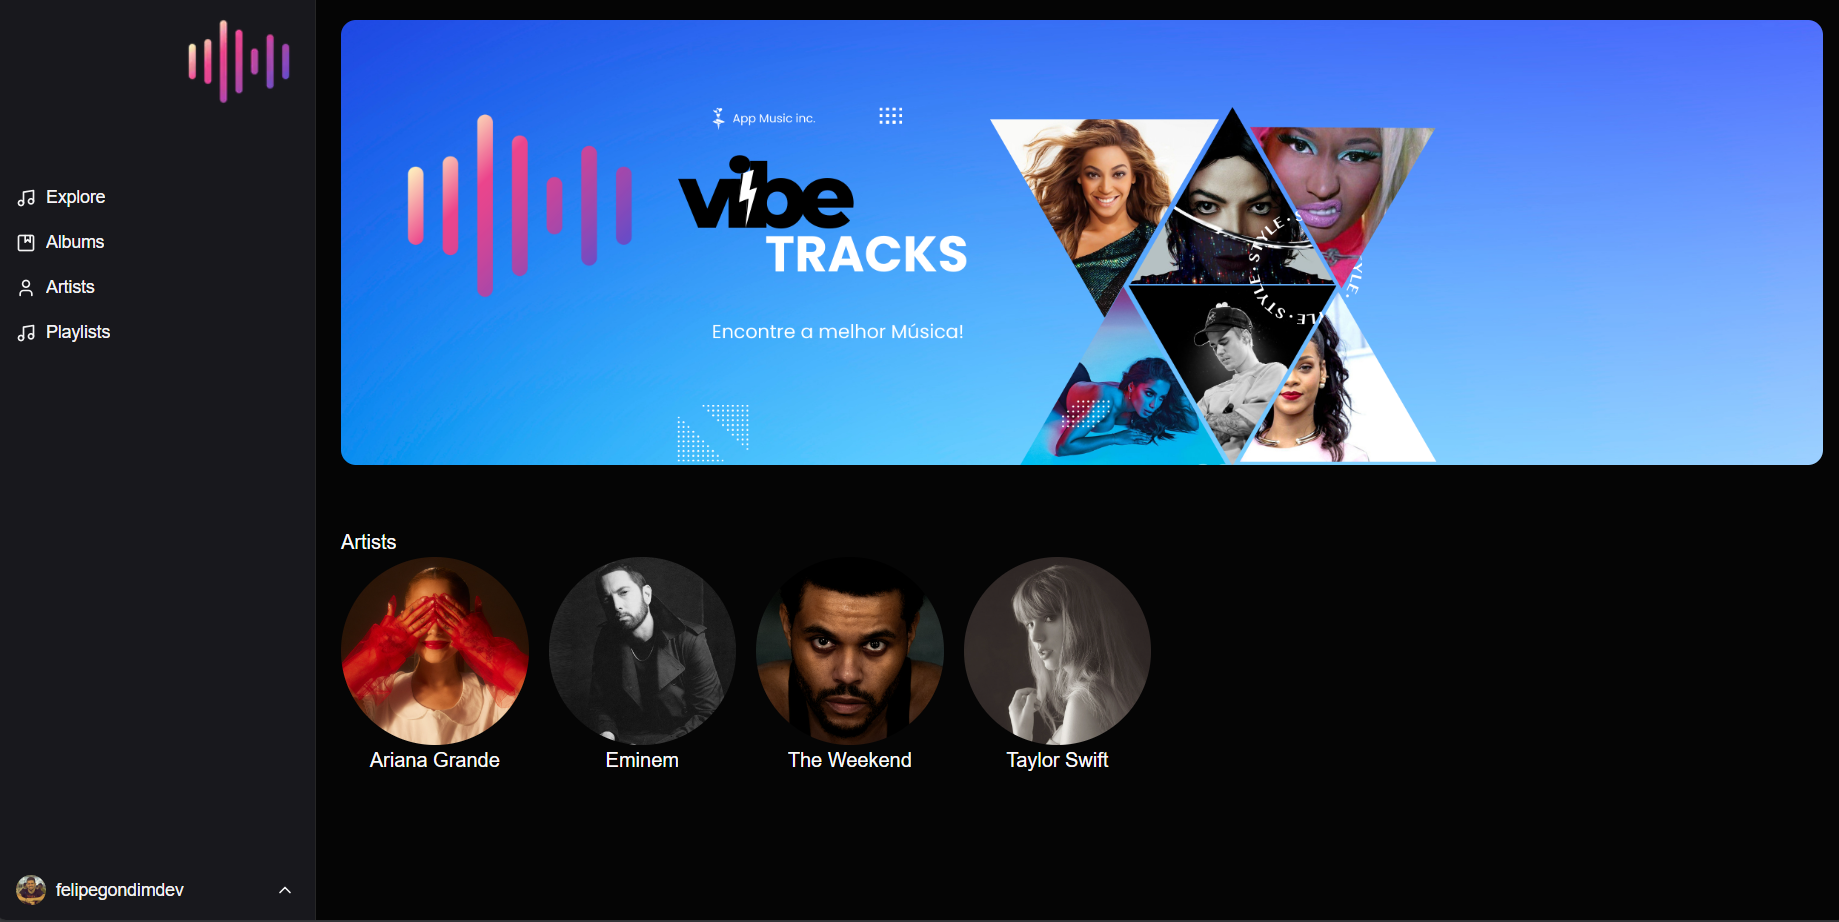 Explore
Albums
Artists
Playlists
felipegondimdev
App Music inc.
vibe
TRACKS
Encontre a melhor Música!
STYLE·STYLE·STYLE·S
YLE·
Artists
Ariana Grande
Eminem
The Weekend
Taylor Swift